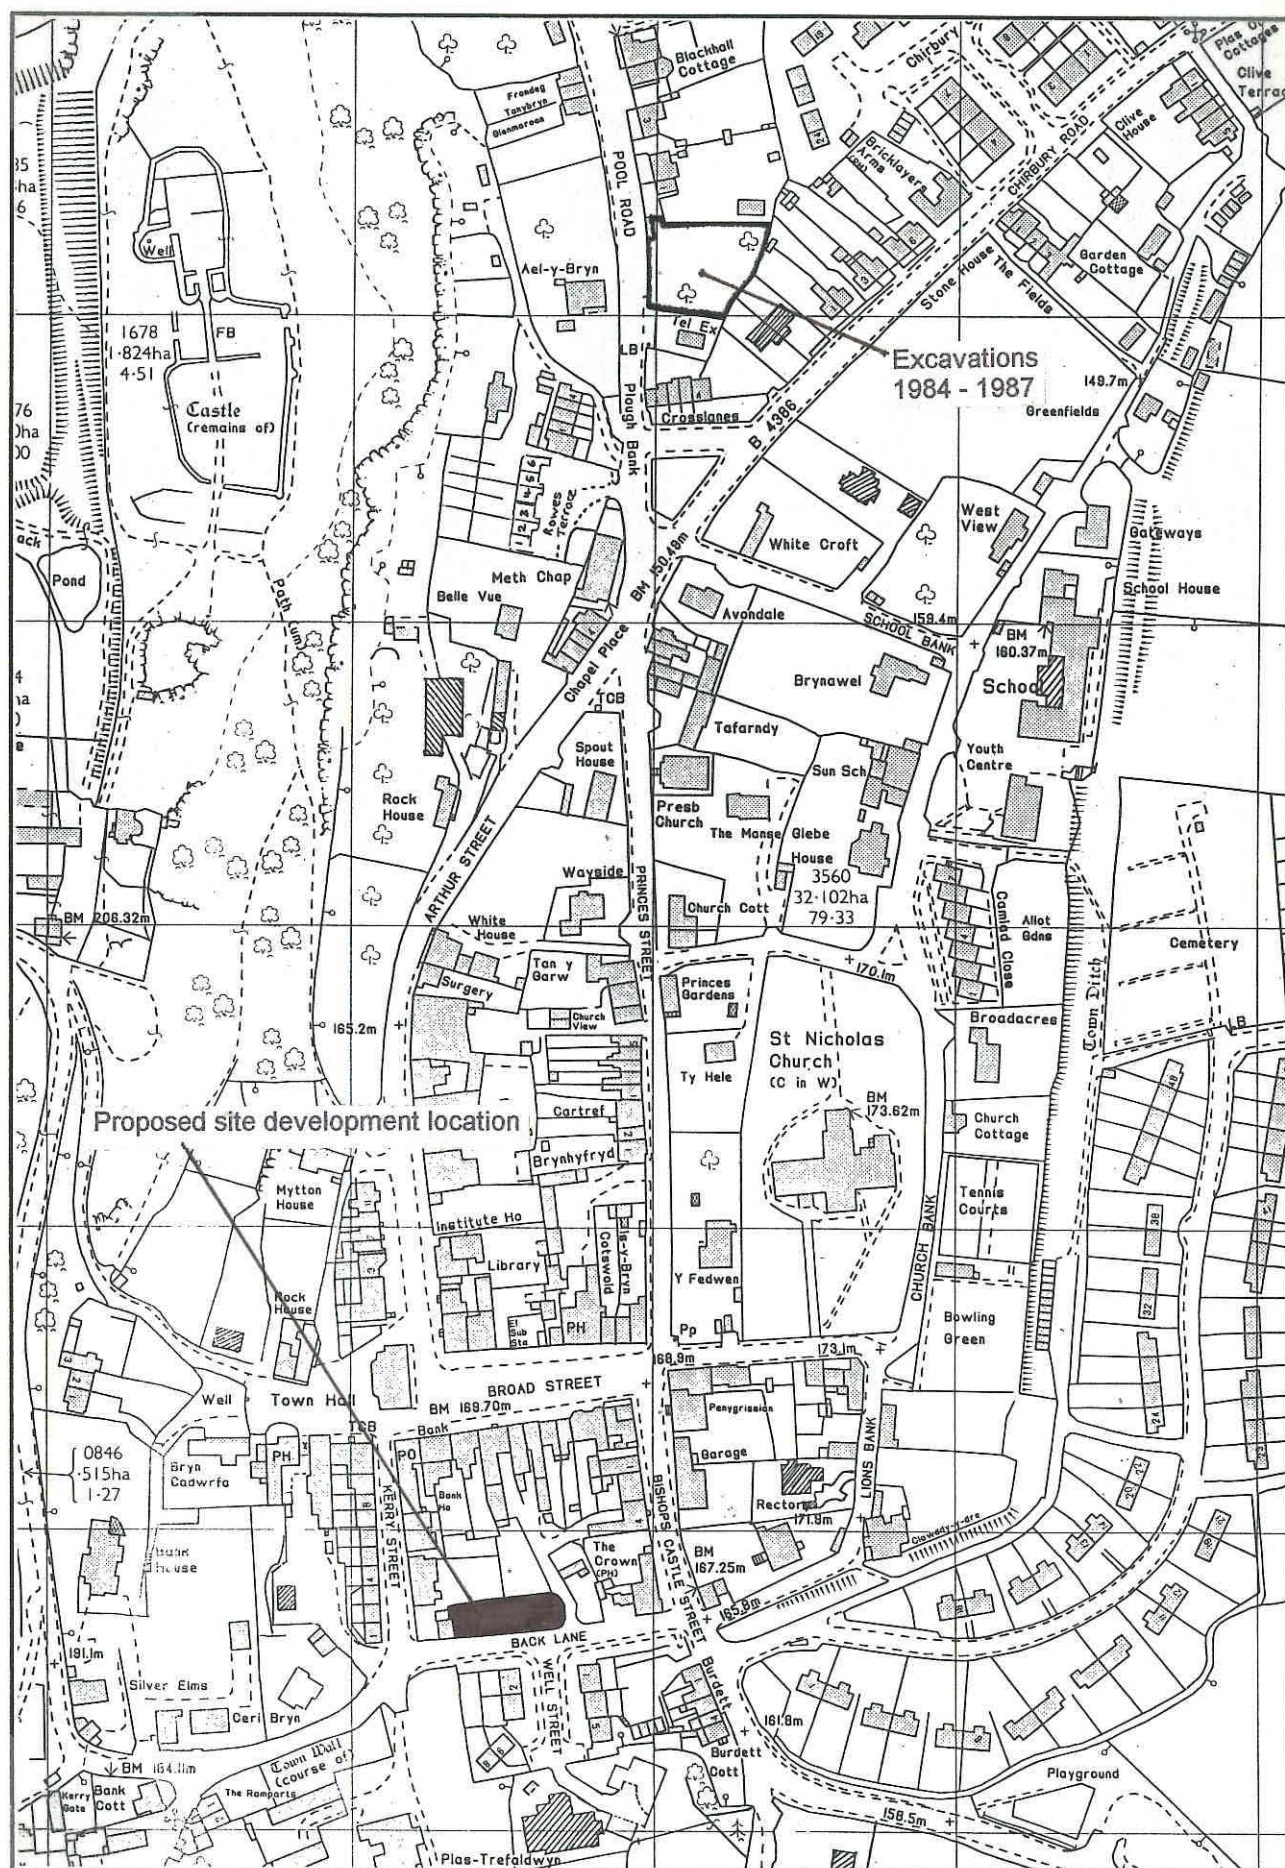 Blackhall
Cottage
Frondeg
Tanybryn
Glenmaroon
POOL ROAD
Chirbury
Bricklayers
Arms
(PH)
CHIRBURY ROAD
Clive
House
Plas
Cottages
Clive
Well
FB
1678
1·824ha
4·51
Castle
(remains of)
Ael-y-Bryn
Tel Ex
LB
Plough Bank
Crosslanes
B 4386
Stone House
The Fields
Garden
Cottage
Excavations
1984 - 1987
Greenfields
149.7m
Rowes
Terrace
White Croft
West
View
Gateways
School House
Pond
Path (um)
Meth Chap
Belle Vue
BM 150.49m
Avondale
SCHOOL BANK
159.4m
BM
160.37m
School
Chapel Place
TCB
Brynawel
Tafarndy
Spout
House
Sun Sch
Youth
Centre
Rock
House
Presb
Church
The Manse
Glebe
House
3560
32·102ha
79·33
ARTHUR STREET
Wayside
PRINCES STREET
Church Cott
Camlad Close
Allot
Gdns
Cemetery
BM 206.32m
White
House
Surgery
Tan y
Garw
170.1m
Princes
Gardens
Church
View
165.2m
Broadacres
Town Ditch
LB
St Nicholas
Church
(C in W)
Ty Hele
BM
173.62m
Church
Cottage
Cartref
Brynhyfryd
Proposed site development location
Mytton
House
Institute Ho
Library
Cotswold
Is-y-Bryn
Y Fedwen
Tennis
Courts
CHURCH BANK
Bowling
Green
Rock
House
El
Sub
Sta
PH
Pp
168.9m
173.1m
BROAD STREET
BM 169.70m
Well
Town Hall
TCB
Bank
PO
Bank
Ho
Penygrission
Garage
LIONS BANK
0846
·515ha
1·27
Bryn
Cadwrfa
PH
KERRY STREET
BISHOPS CASTLE STREET
Rectory
171.9m
Clawdd-y-dre
The
Crown
(PH)
BM
167.25m
165.8m
BACK LANE
WELL STREET
191.1m
Silver Elms
Ceri Bryn
Burdett
Burdett
Cott
161.8m
Town Wall
(course of)
The Ramparts
Kerry
Gate
Bank
Cott
Playground
158.5m
Plas-Trefaldwyn